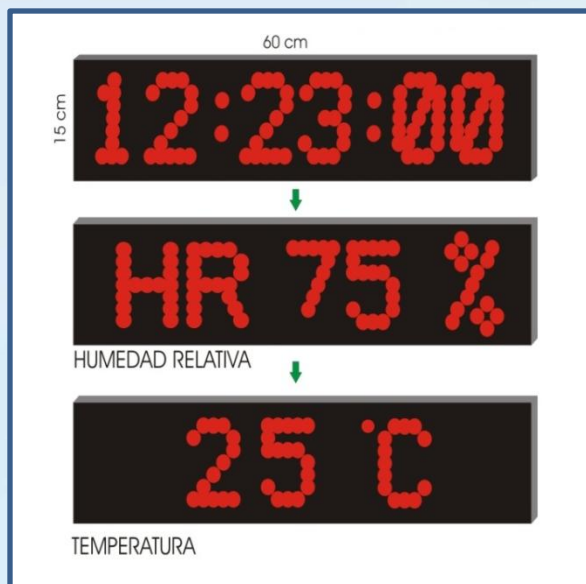 60 cm
15 cm
12:23:00
HR 75 %
HUMEDAD RELATIVA
25 °C
TEMPERATURA